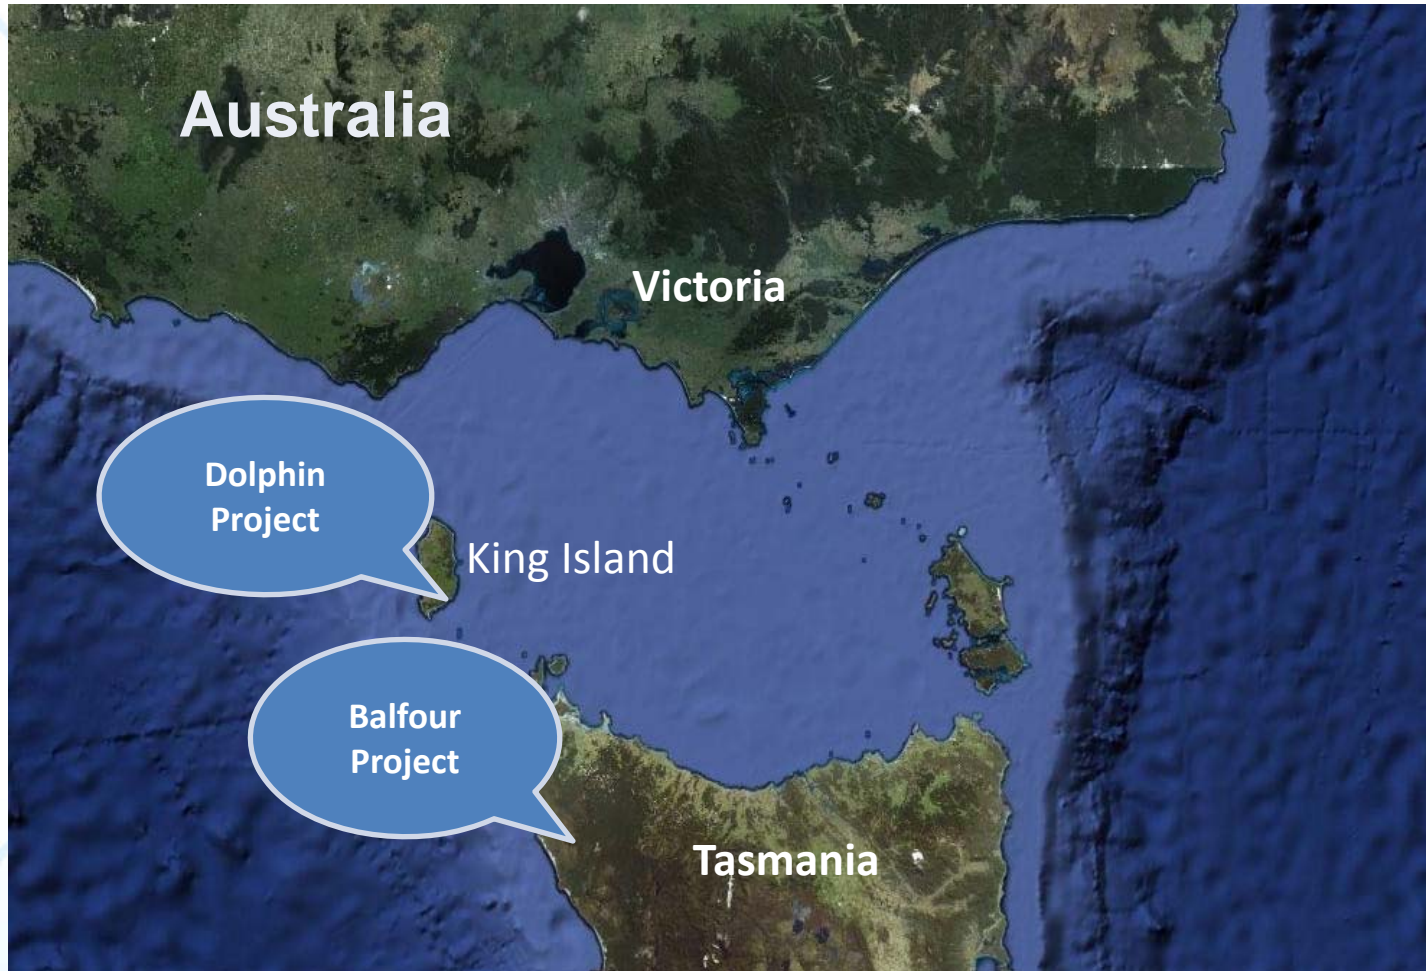 Australia
Victoria
Dolphin
Project
King Island
Balfour
Project
Tasmania